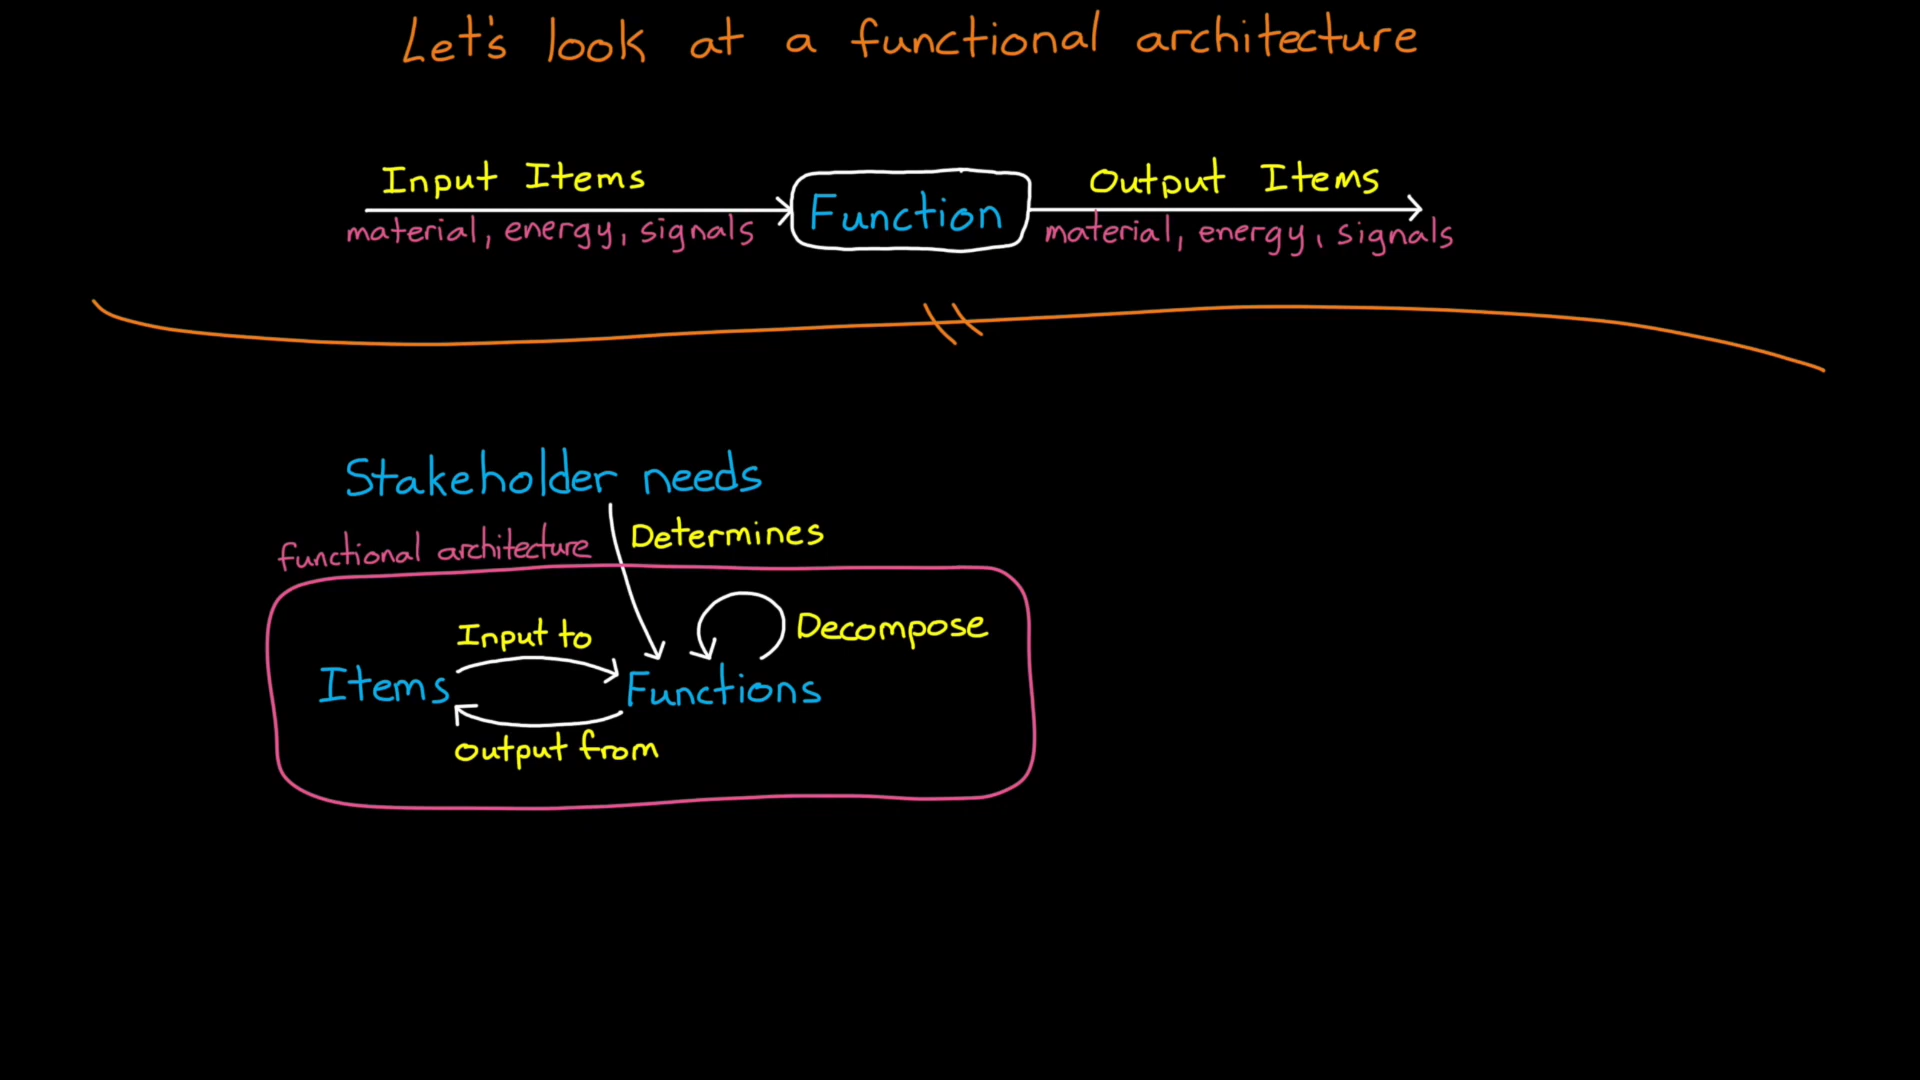 Let's look at a functional architecture
Input Items
material, energy, signals
Function
Output Items
material, energy, signals
Stakeholder needs
Determines
functional architecture
Decompose
Input to
Items
Functions
Output from